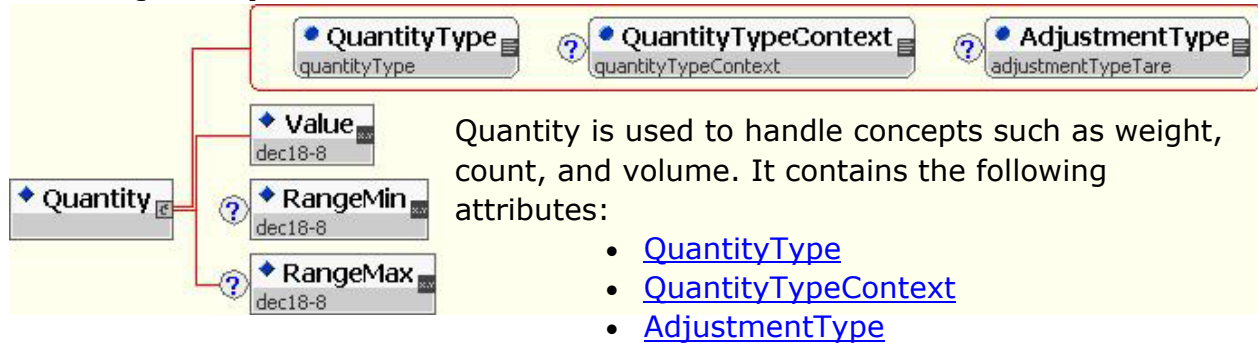 QuantityType
quantityType
? QuantityTypeContext
quantityTypeContext
? AdjustmentType
adjustmentTypeTare
Value
dec18-8
Quantity
? RangeMin
dec18-8
? RangeMax
dec18-8
Quantity is used to handle concepts such as weight,
count, and volume. It contains the following
attributes:
• QuantityType
• QuantityTypeContext
• AdjustmentType